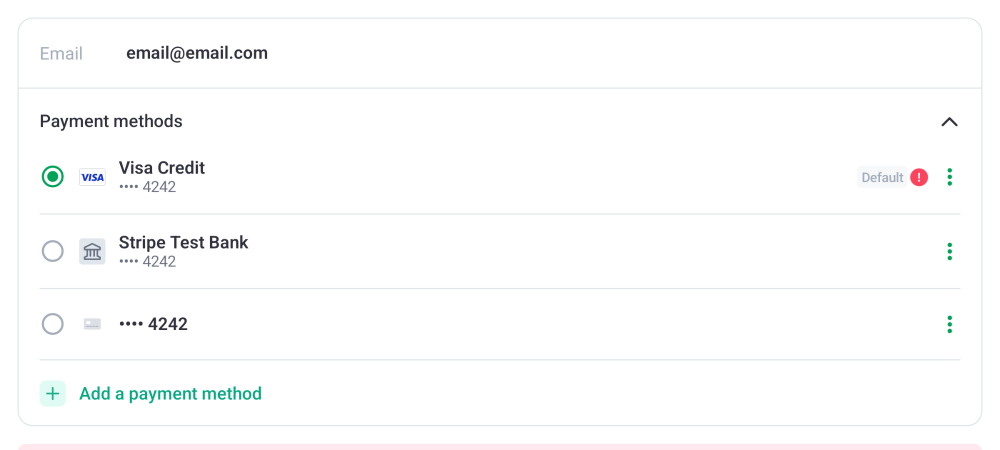 Email email@email.com
Payment methods
VISA Visa Credit
•••• 4242
Default !
Stripe Test Bank
•••• 4242
•••• 4242
+ Add a payment method